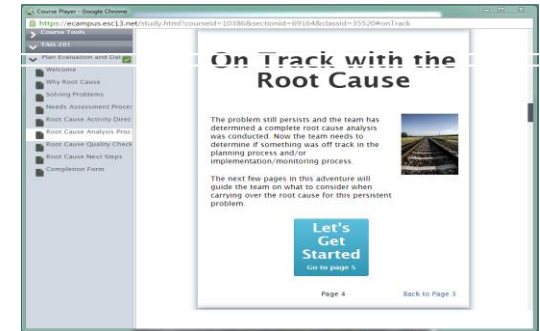 Course Player - Google Chrome
https://ecampus.esc13.net/study.html?courseid=10386&sectionid=69164&classid=35520#onTrack
Course Tools
TAIS 201
Plan Evaluation and Dat
Welcome
Why Root Cause
Solving Problems
Needs Assessment Proces
Root Cause Activity Direc
Root Cause Analysis Proc
Root Cause Quality Check
Root Cause Next Steps
Completion Form
On Track with the
Root Cause
The problem still persists and the team has
determined a complete root cause analysis
was conducted. Now the team needs to
determine if something was off track in the
planning process and/or
implementation/monitoring process.
The next few pages in this adventure will
guide the team on what to consider when
carrying over the root cause for this persistent
problem.
Let's
Get
Started
Go to page 5
Page 4
Back to Page 3